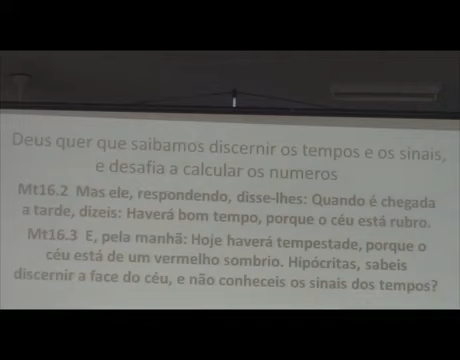 Deus quer que saibamos discernir os tempos e os sinais,
e desafia a calcular os numeros
Mt16.2 Mas ele, respondendo, disse-lhes: Quando é chegada
a tarde, dizeis: Haverá bom tempo, porque o céu está rubro.
Mt16.3 E, pela manhã: Hoje haverá tempestade, porque o
céu está de um vermelho sombrio. Hipócritas, sabeis
discernir a face do céu, e não conheceis os sinais dos tempos?